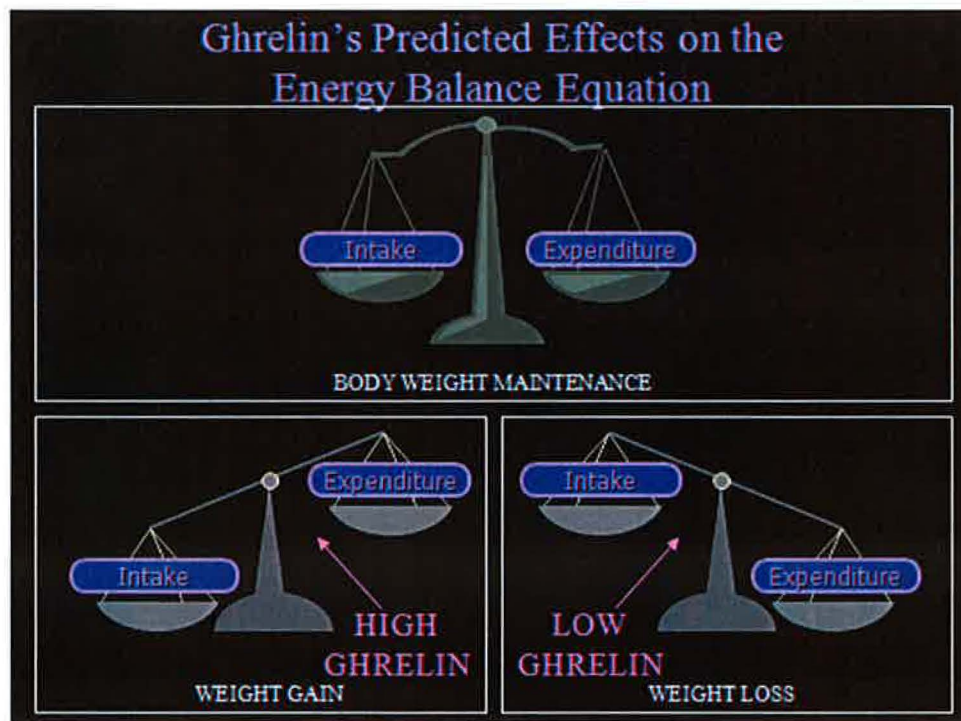 Ghrelin's Predicted Effects on the
Energy Balance Equation
Intake
Expenditure
BODY WEIGHT MAINTENANCE
Expenditure
Intake
HIGH
GHRELIN
WEIGHT GAIN
Intake
Expenditure
LOW
GHRELIN
WEIGHT LOSS